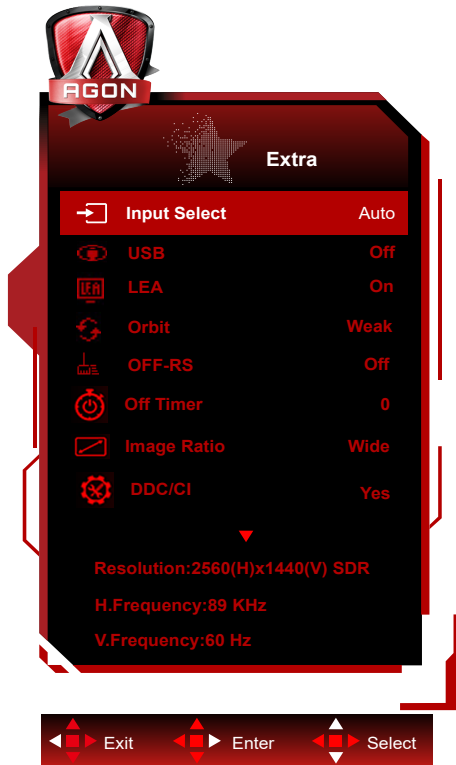 AGON
Extra
Input Select Auto
USB Off
LEA On
Orbit Weak
OFF-RS Off
Off Timer 0
Image Ratio Wide
DDC/CI Yes
Resolution:2560(H)x1440(V) SDR
H.Frequency:89 KHz
V.Frequency:60 Hz
Exit Enter Select